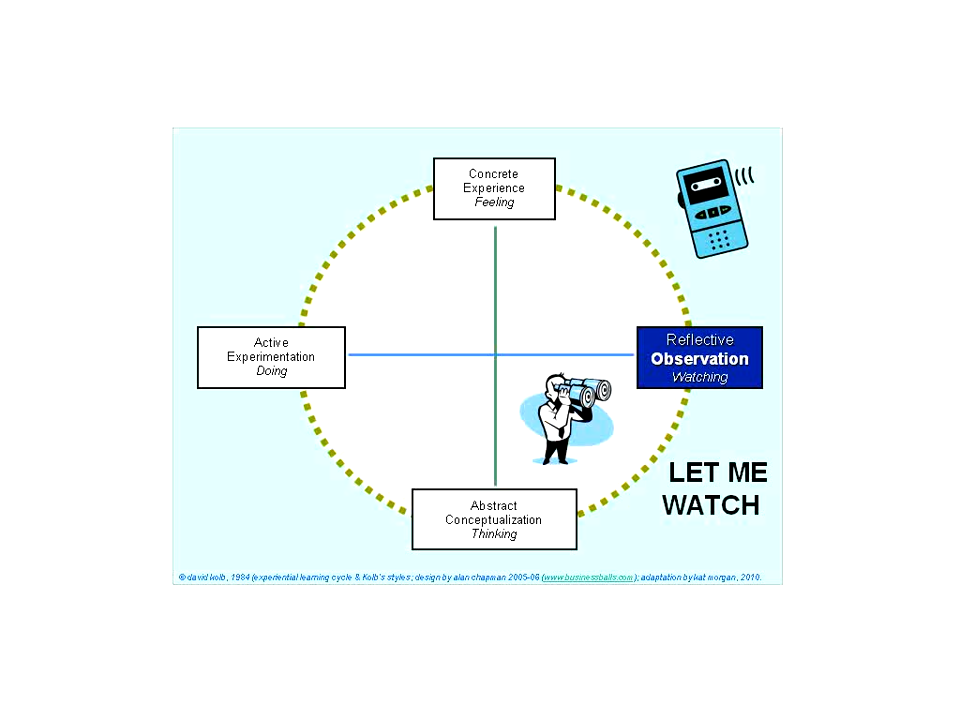 Concrete
Experience
Feeling
Active
Experimentation
Doing
Reflective
Observation
Watching
LET ME
WATCH
Abstract
Conceptualization
Thinking
© david kolb, 1984 (experiential learning cycle & Kolb's styles; design by alan chapman 2005-06 (www.businessballs.com); adaptation by kat morgan, 2010.